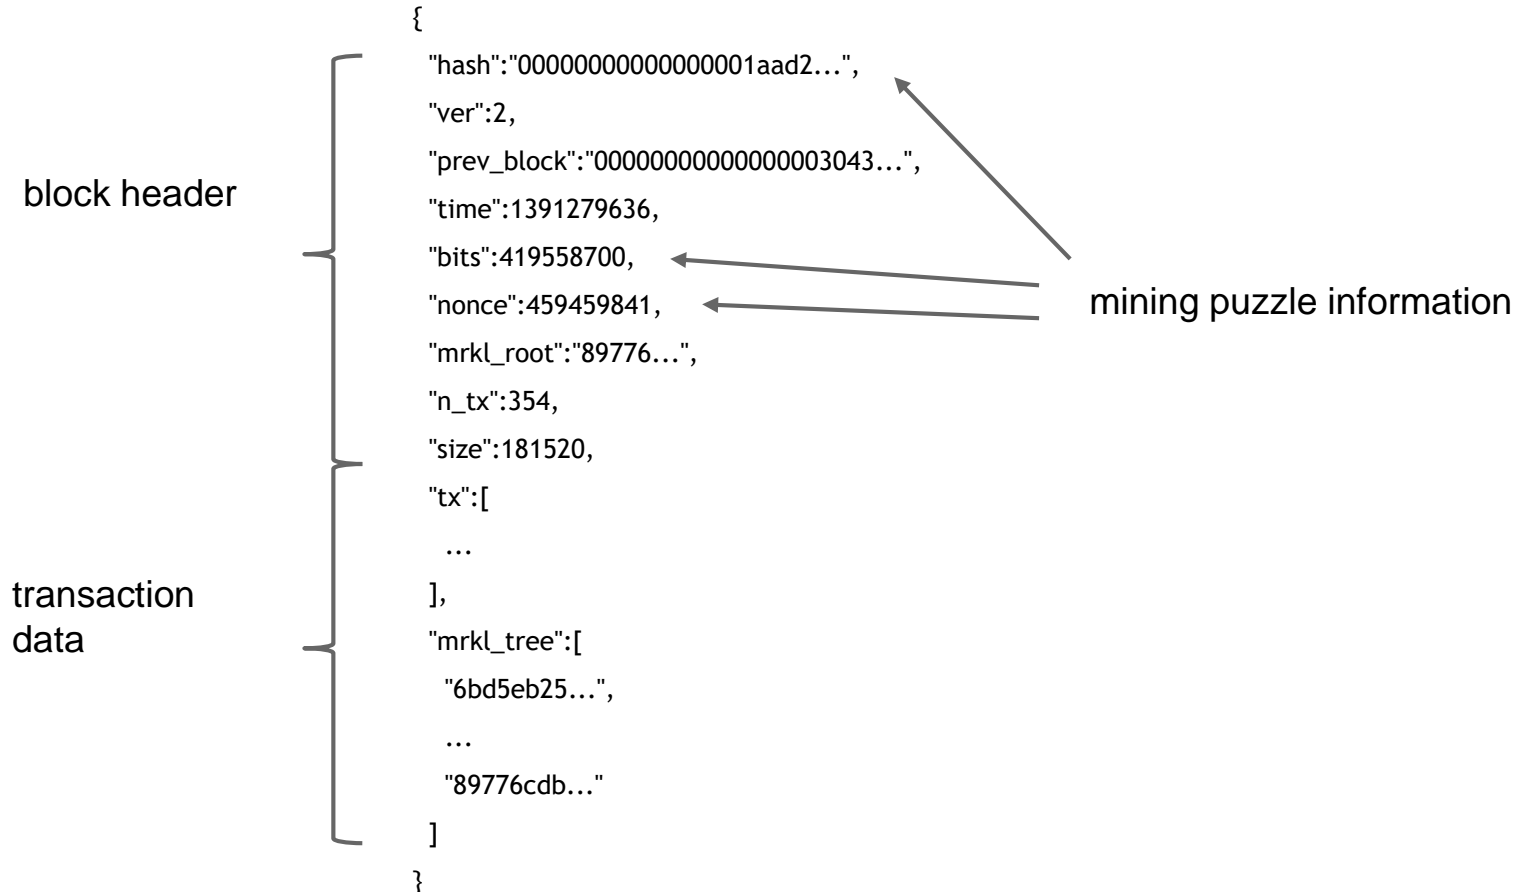 {
"hash":"00000000000000001aad2...",
"ver":2,
"prev_block":"00000000000000003043...",
block header
"time":1391279636,
"bits":419558700,
"nonce":459459841,
mining puzzle information
"mrkl_root":"89776...",
"n_tx":354,
"size":181520,
"tx":[
...
],
transaction
data
"mrkl_tree":[
"6bd5eb25...",
...
"89776cdb..."
]
}